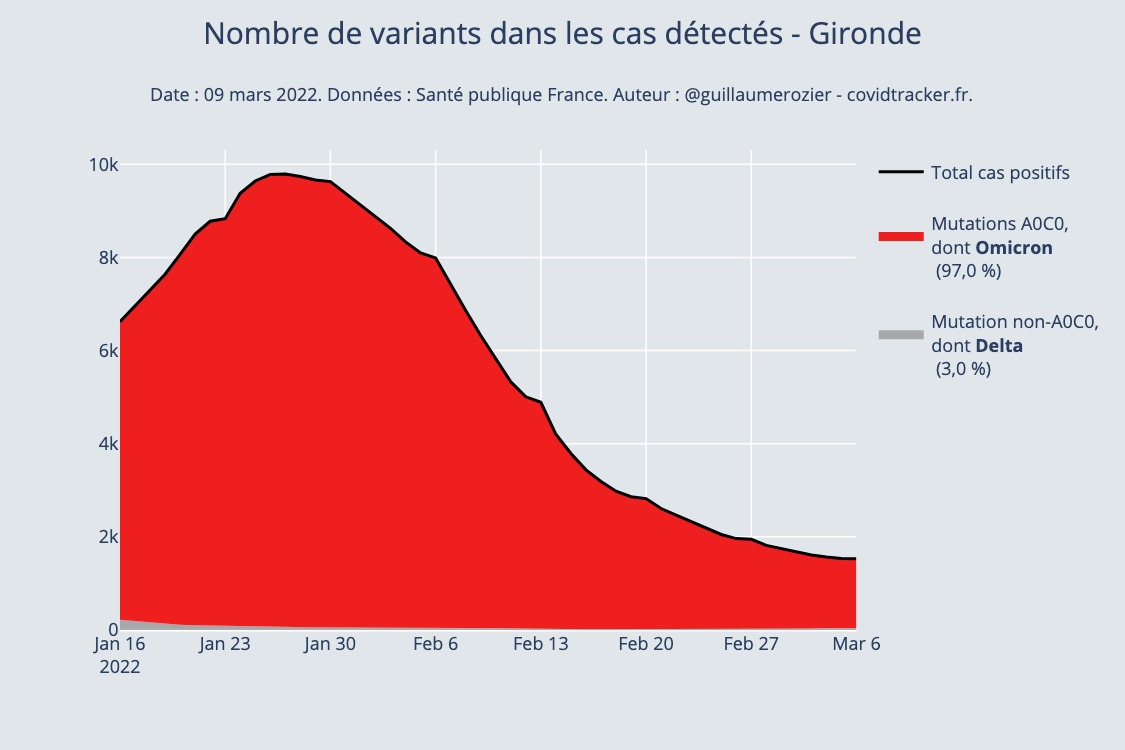 Nombre de variants dans les cas détectés - Gironde
Date : 09 mars 2022. Données : Santé publique France. Auteur : @guillaumerozier - covidtracker.fr.
10k
8k
6k
4k
2k
0
Jan 16
2022
Jan 23
Jan 30
Feb 6
Feb 13
Feb 20
Feb 27
Mar 6
Total cas positifs
Mutations A0C0,
dont Omicron
(97,0 %)
Mutation non-A0C0,
dont Delta
(3,0 %)